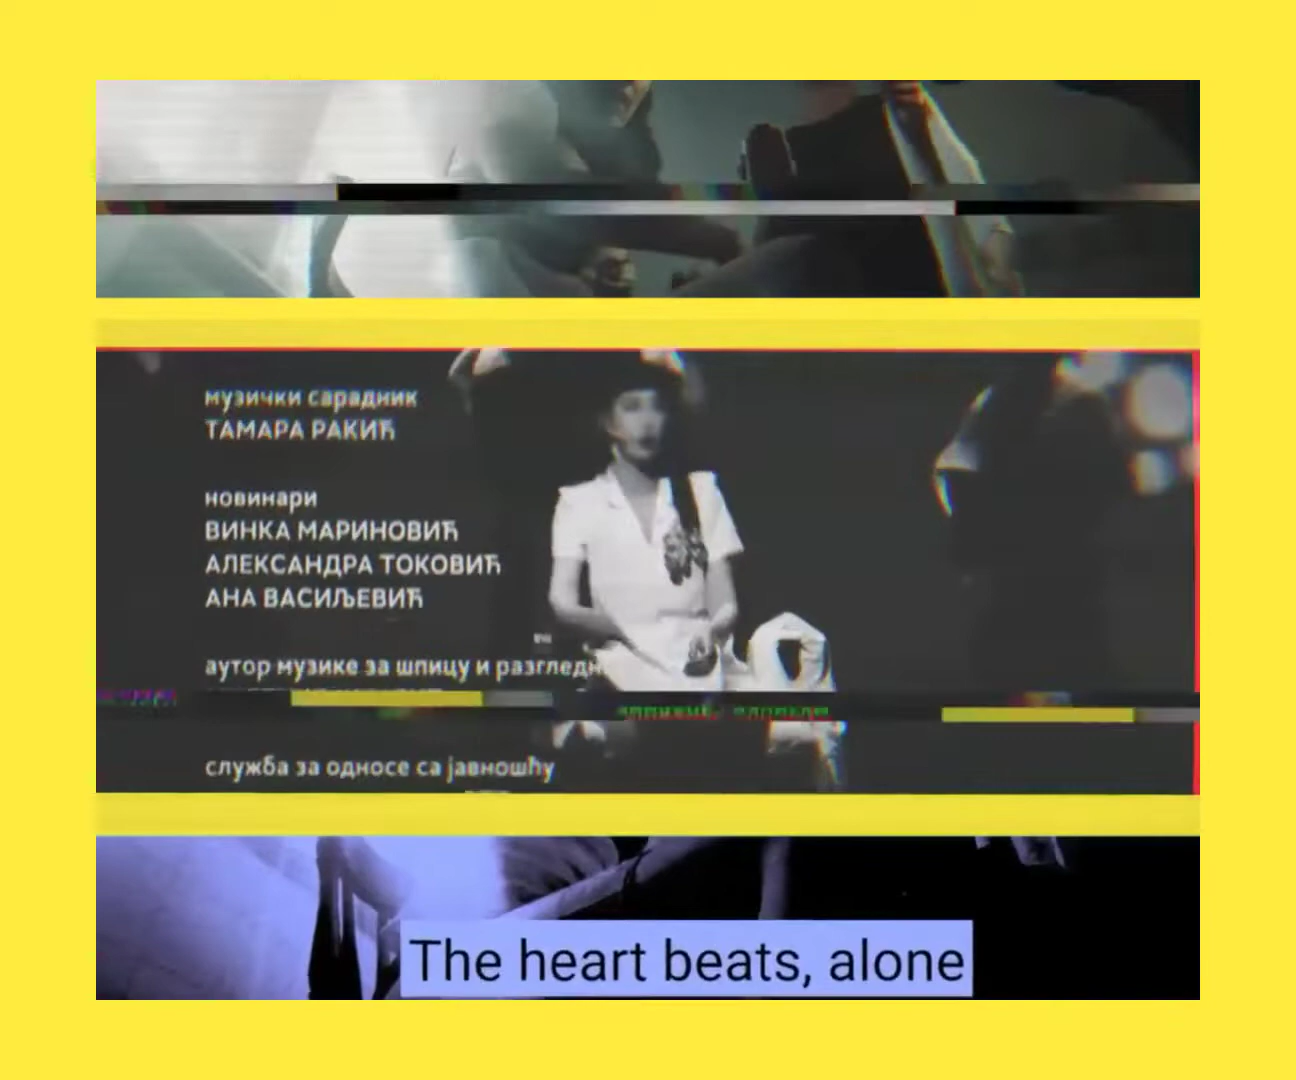 музички сарадник
ТАМАРА РАКИЋ
новинари
ВИНКА МАРИНОВИЋ
АЛЕКСАНДРА ТОКОВИЋ
АНА ВАСИЉЕВИЋ
аутор музике за шпицу и разгледн
служба за односе са јавношћу
The heart beats, alone